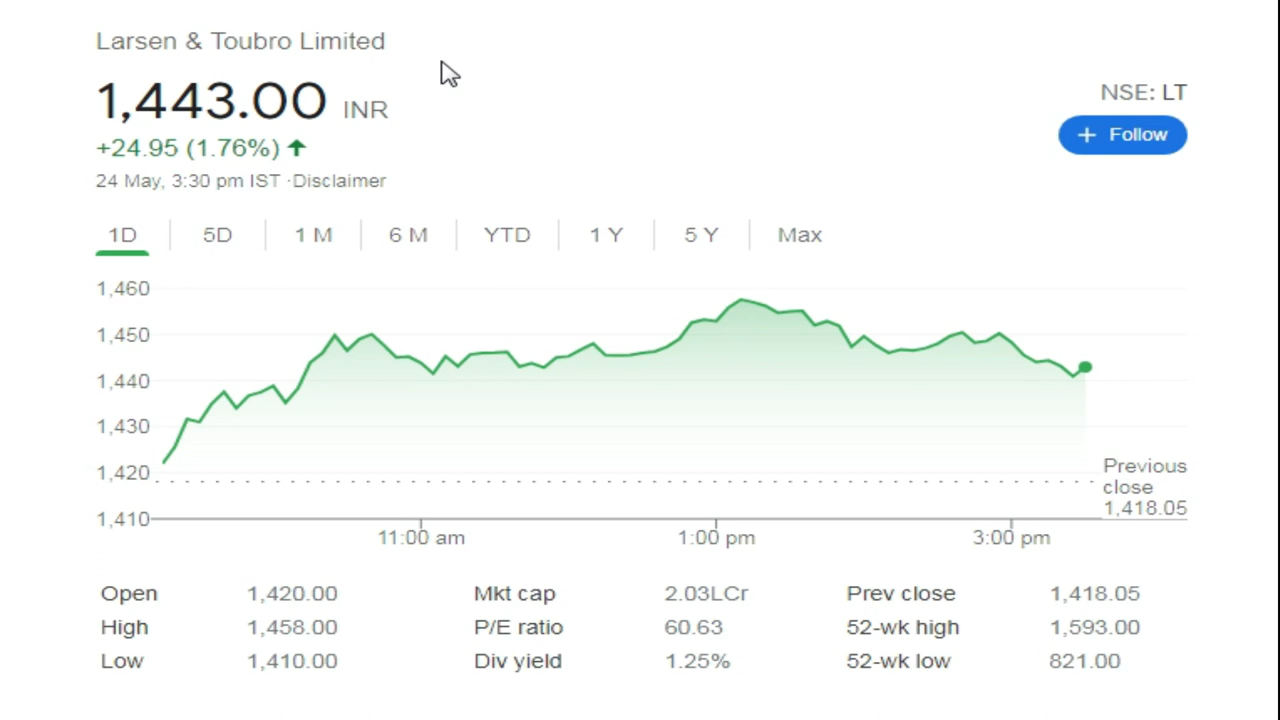 Larsen & Toubro Limited
1,443.00 INR
NSE: LT
+ Follow
+24.95 (1.76%) ↑
24 May, 3:30 pm IST ·Disclaimer
1D 5D 1 M 6 M YTD 1 Y 5 Y Max
1,460
1,450
1,440
1,430
1,420
1,410
Previous
close
1,418.05
11:00 am 1:00 pm 3:00 pm
Open 1,420.00 Mkt cap 2.03LCr Prev close 1,418.05
High 1,458.00 P/E ratio 60.63 52-wk high 1,593.00
Low 1,410.00 Div yield 1.25% 52-wk low 821.00